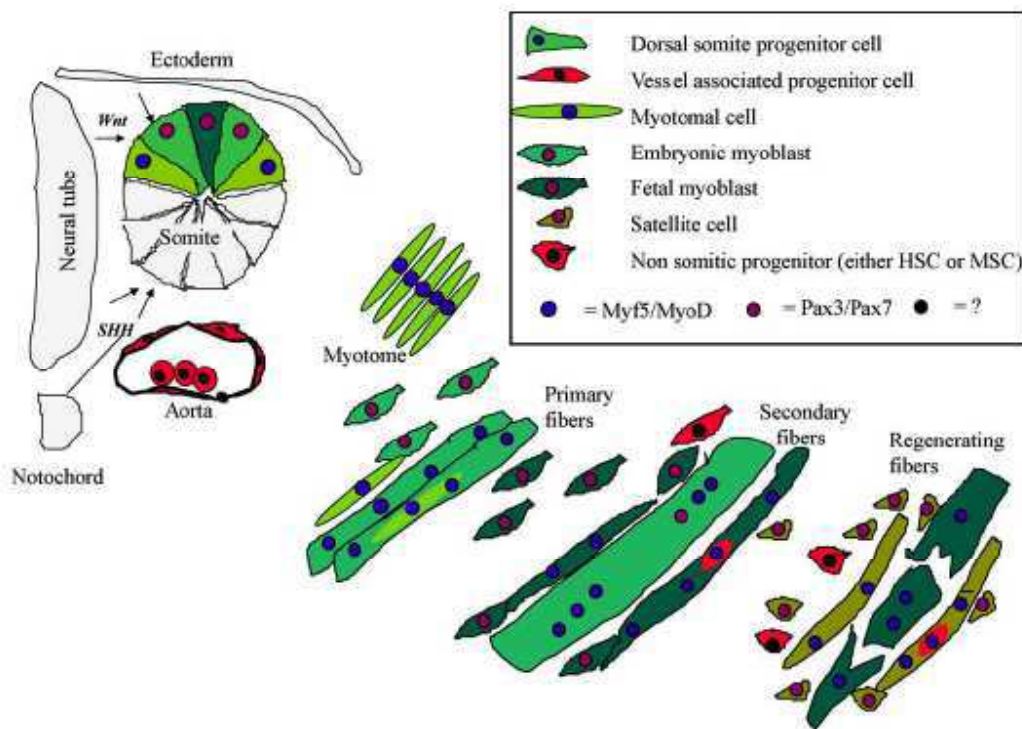 Ectoderm
Wnt
Neural tube
Somite
SHH
Aorta
Notochord
Dorsal somite progenitor cell
Vessel associated progenitor cell
Myotomal cell
Embryonic myoblast
Fetal myoblast
Satellite cell
Non somitic progenitor (either HSC or MSC)
= Myf5/MyoD = Pax3/Pax7 = ?
Myotome
Primary
fibers
Secondary
fibers
Regenerating
fibers